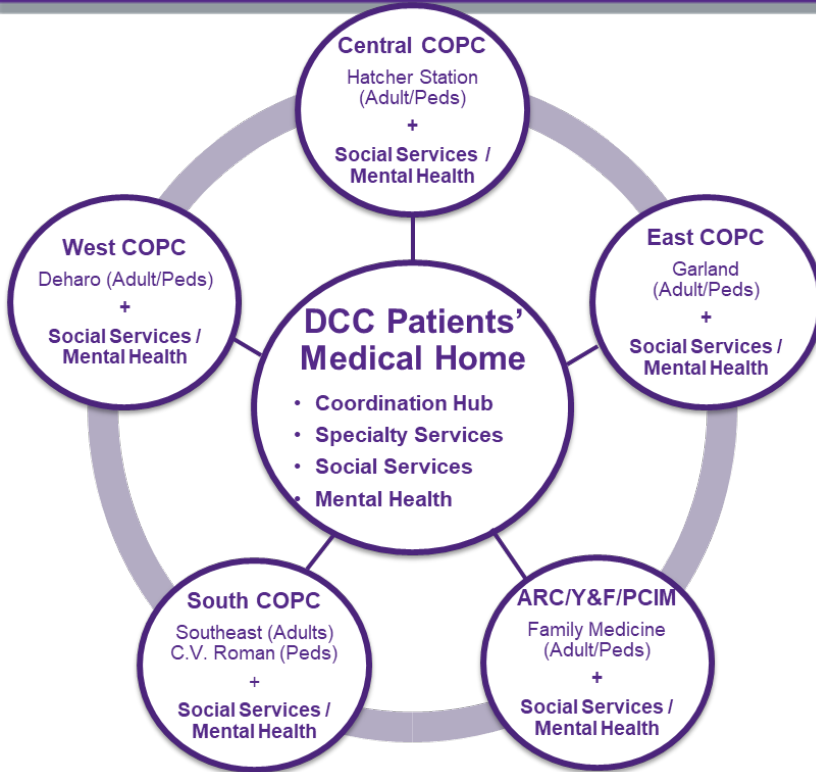 Central COPC
Hatcher Station
(Adult/Peds)
+
Social Services /
Mental Health
West COPC
Deharo (Adult/Peds)
+
Social Services /
Mental Health
East COPC
Garland
(Adult/Peds)
+
Social Services /
Mental Health
DCC Patients’
Medical Home
• Coordination Hub
• Specialty Services
• Social Services
• Mental Health
South COPC
Southeast (Adults)
C.V. Roman (Peds)
+
Social Services /
Mental Health
ARC/Y&F/PCIM
Family Medicine
(Adult/Peds)
+
Social Services /
Mental Health